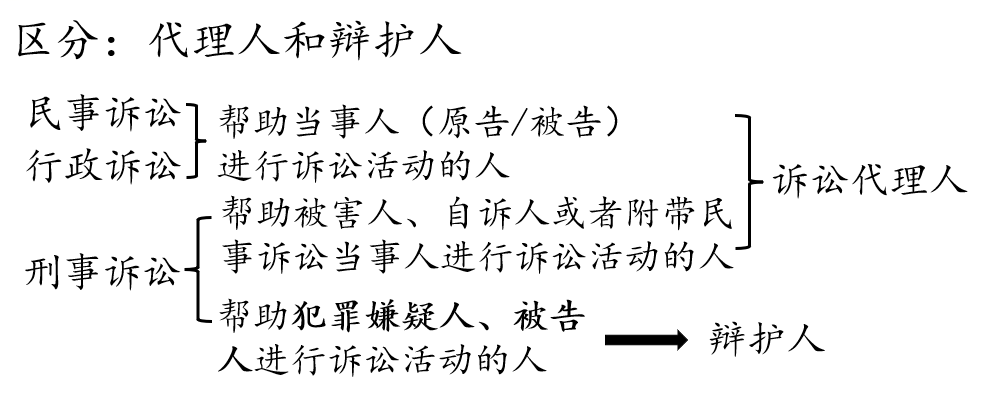 区分：代理人和辩护人
民事诉讼
行政诉讼
帮助当事人（原告/被告）
进行诉讼活动的人
诉讼代理人
刑事诉讼
帮助被害人、自诉人或者附带民
事诉讼当事人进行诉讼活动的人
帮助犯罪嫌疑人、被告
人进行诉讼活动的人
辩护人